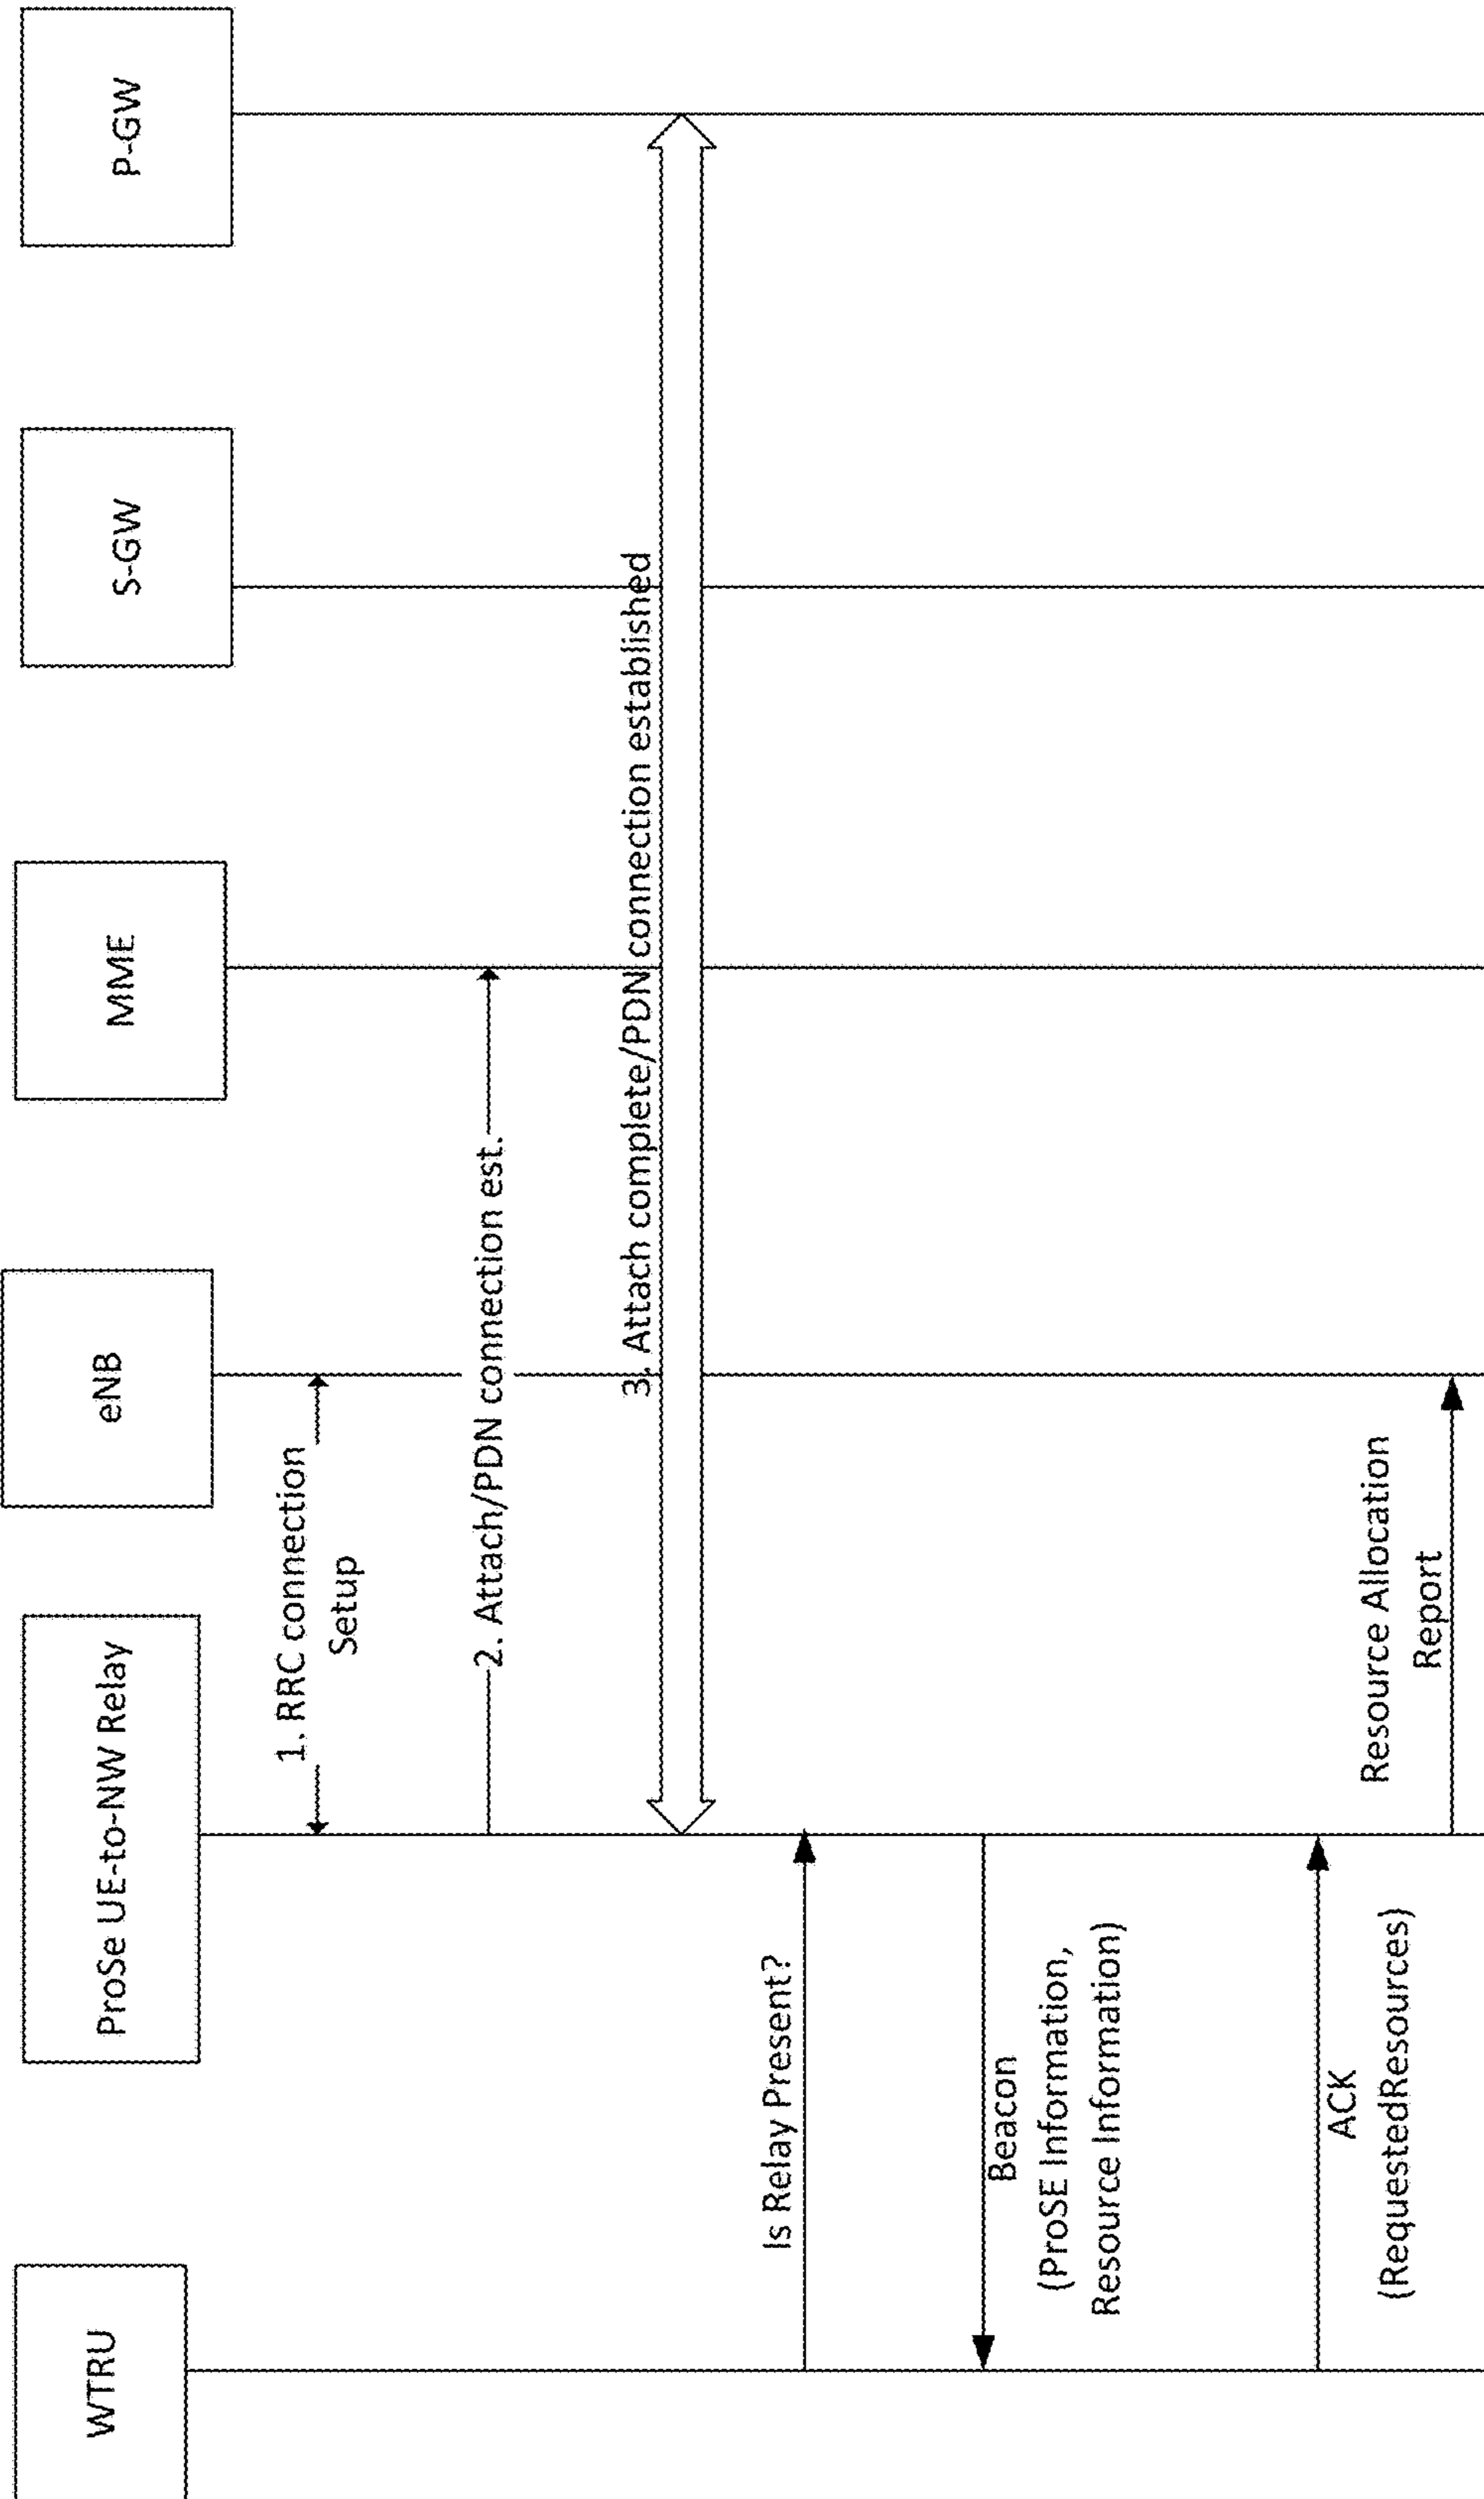 WTRU
ProSe UE-to-NW Relay
eNB
MME
S-GW
P-GW
1. RRC connection
Setup
2. Attach/PDN connection est.
3. Attach complete/PDN connection established
Is Relay Present?
Beacon
(ProSE Information,
Resource Information)
ACK
(RequestedResources)
Resource Allocation
Report